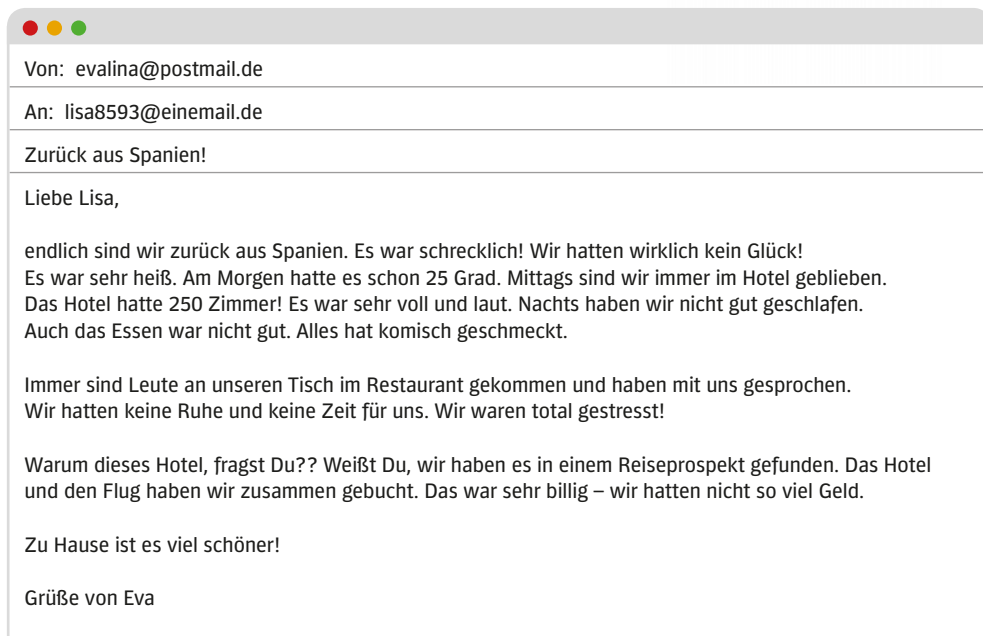 Von: evalina@postmail.de
An: lisa8593@einemail.de
Zurück aus Spanien!
Liebe Lisa,
endlich sind wir zurück aus Spanien. Es war schrecklich! Wir hatten wirklich kein Glück!
Es war sehr heiß. Am Morgen hatte es schon 25 Grad. Mittags sind wir immer im Hotel geblieben.
Das Hotel hatte 250 Zimmer! Es war sehr voll und laut. Nachts haben wir nicht gut geschlafen.
Auch das Essen war nicht gut. Alles hat komisch geschmeckt.
Immer sind Leute an unseren Tisch im Restaurant gekommen und haben mit uns gesprochen.
Wir hatten keine Ruhe und keine Zeit für uns. Wir waren total gestresst!
Warum dieses Hotel, fragst Du?? Weißt Du, wir haben es in einem Reiseprospekt gefunden. Das Hotel
und den Flug haben wir zusammen gebucht. Das war sehr billig – wir hatten nicht so viel Geld.
Zu Hause ist es viel schöner!
Grüße von Eva